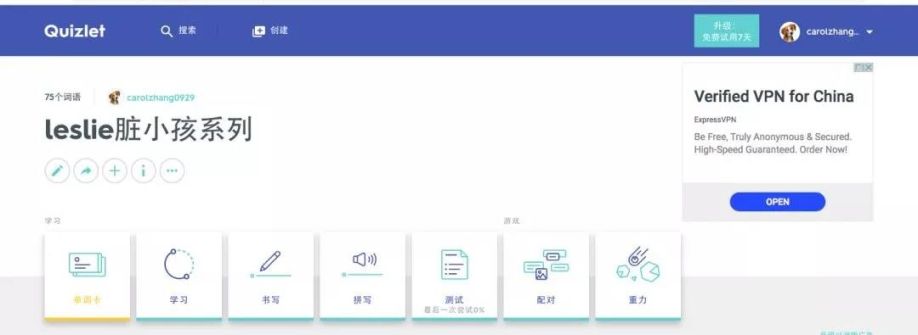 Quizlet
搜索
创建
升级:
免费试用7天
carolzhang...
75个词语
carolzhang0929
leslie脏小孩系列
Verified VPN for China
ExpressVPN
Be Free, Truly Anonymous & Secured.
High-Speed Guaranteed. Order Now!
OPEN
学习
游戏
单词卡
学习
书写
拼写
测试
最后一次尝试0%
配对
重力